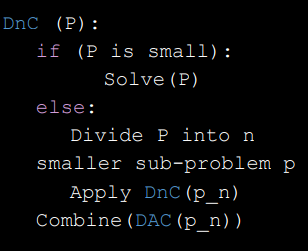 DnC (P):
if (P is small):
Solve(P)
else:
Divide P into n
smaller sub-problem p
Apply DnC(p_n)
Combine(DAC(p_n))